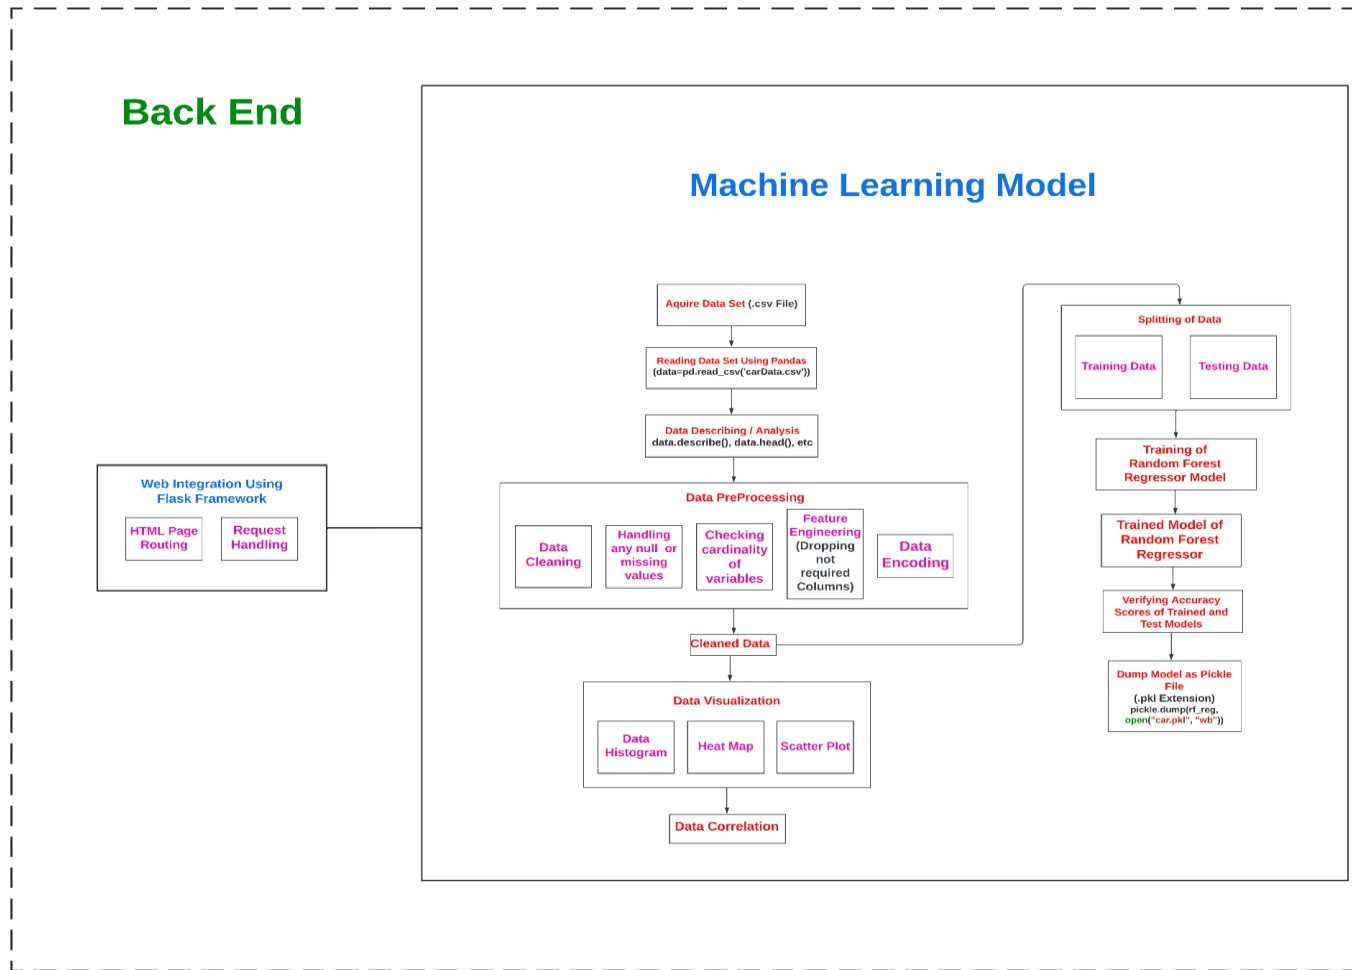 Back End
Machine Learning Model
Aquire Data Set (.csv File)
Reading Data Set Using Pandas
(data=pd.read_csv('carData.csv'))
Data Describing / Analysis
data.describe(), data.head(), etc
Data PreProcessing
Data
Cleaning
Handling
any null or
missing
values
Checking
cardinality
of
variables
Feature
Engineering
(Dropping
not
required
Columns)
Data
Encoding
Cleaned Data
Data Visualization
Data
Histogram
Heat Map
Scatter Plot
Data Correlation
Splitting of Data
Training Data
Testing Data
Training of
Random Forest
Regressor Model
Trained Model of
Random Forest
Regressor
Verifying Accuracy
Scores of Trained and
Test Models
Dump Model as Pickle
File
(.pkl Extension)
pickle.dump(rf_reg,
open("car.pkl", "wb"))
Web Integration Using
Flask Framework
HTML Page
Routing
Request
Handling